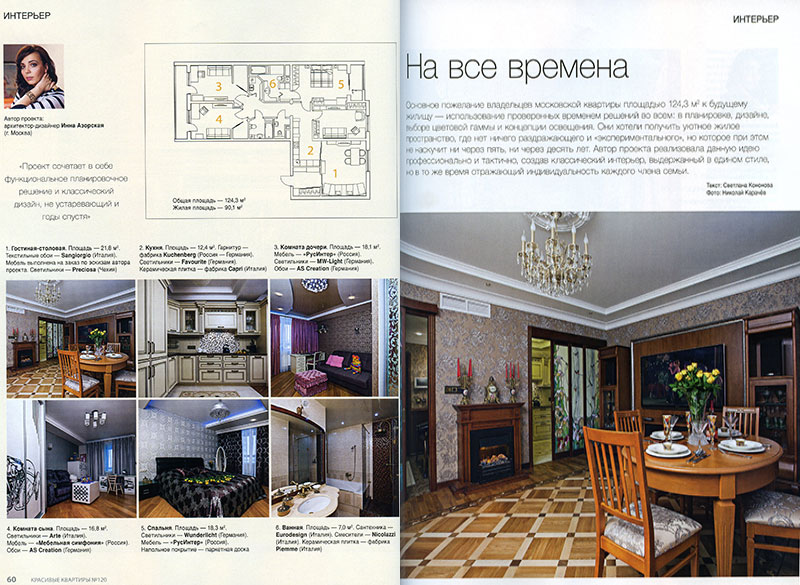 ИНТЕРЬЕР
Автор проекта:
архитектор-дизайнер Инна Азорская
(г. Москва)
«Проект сочетает в себе
функциональное планировочное
решение и классический
дизайн, не устаревающий и
годы спустя»
3
6
5
4
2
1
Общая площадь — 124,3 м²
Жилая площадь — 90,1 м²
1. Гостиная-столовая. Площадь — 21,6 м².
Текстильные обои — Sangiorgio (Италия).
Мебель выполнена на заказ по эскизам автора
проекта. Светильники — Preciosa (Чехия)
2. Кухня. Площадь — 12,4 м². Гарнитур —
фабрика Kuchenberg (Россия – Германия).
Светильники — Favourite (Германия).
Керамическая плитка — фабрика Capri (Италия)
3. Комната дочери. Площадь — 18,1 м².
Мебель — «РусИнтер» (Россия).
Светильники — MW-Light (Германия).
Обои — AS Creation (Германия)
4. Комната сына. Площадь — 16,8 м².
Светильники — Arte (Италия).
Мебель — «Мебельная симфония» (Россия).
Обои — AS Creation (Германия)
5. Спальня. Площадь — 18,3 м².
Светильники — Wunderlicht (Германия).
Мебель — «РусИнтер» (Россия).
Напольное покрытие — паркетная доска
6. Ванная. Площадь — 7,0 м². Сантехника —
Eurodesign (Италия). Смесители — Nicolazzi
(Италия). Керамическая плитка — фабрика
Piemme (Италия)
60
КРАСИВЫЕ КВАРТИРЫ №120
ИНТЕРЬЕР
На все времена
Основное пожелание владельцев московской квартиры площадью 124,3 м² к будущему
жилищу — использование проверенных временем решений во всем: в планировке, дизайне,
выборе цветовой гаммы и концепции освещения. Они хотели получить уютное жилое
пространство, где нет ничего раздражающего и «экспериментального», но которое при этом
не наскучит ни через пять, ни через десять лет. Автор проекта реализовала данную идею
профессионально и тактично, создав классический интерьер, выдержанный в едином стиле,
но в то же время отражающий индивидуальность каждого члена семьи.
Текст: Светлана Кононова
Фото: Николай Карачёв